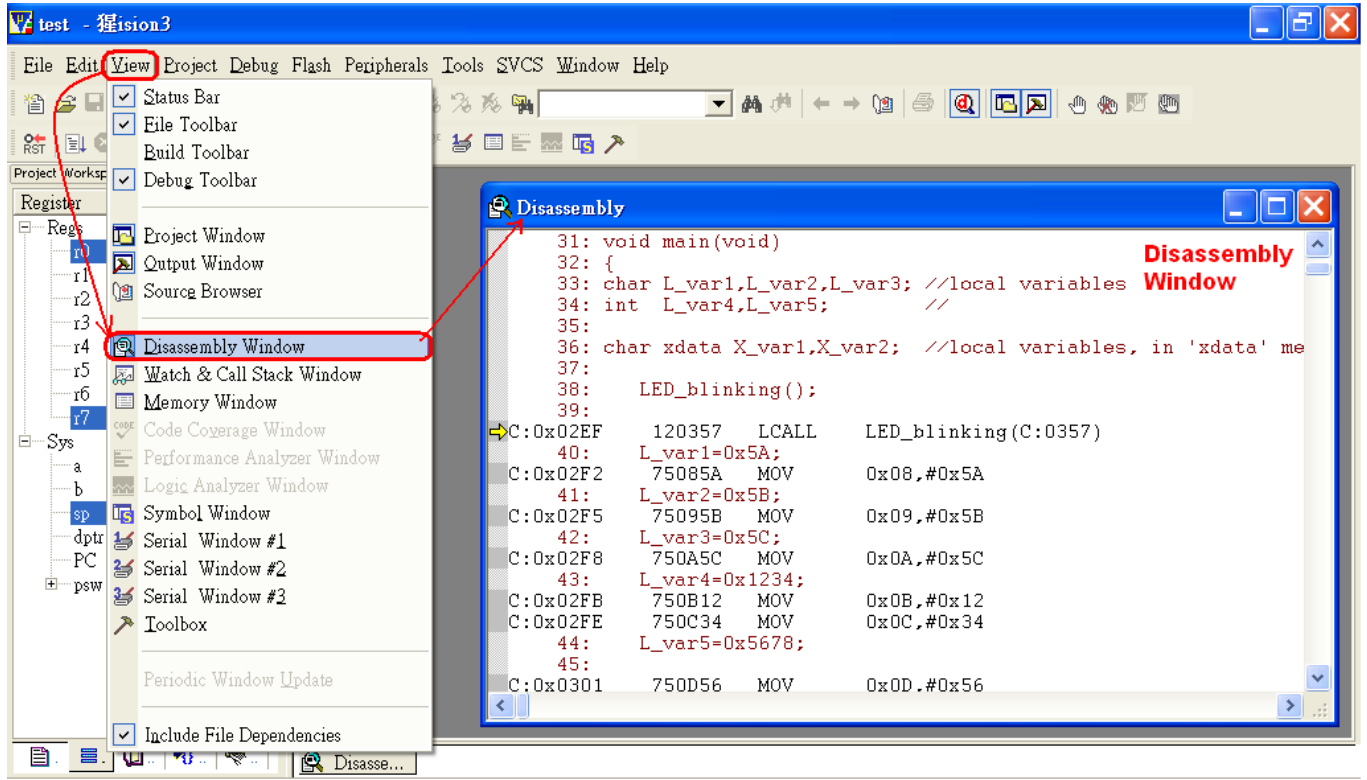 test - 猩ision3
File Edit View Project Debug Flash Peripherals Tools SVCS Window Help
Status Bar
File Toolbar
Build Toolbar
Debug Toolbar
Project Window
Output Window
Source Browser
Disassembly Window
Watch & Call Stack Window
Memory Window
CODE Code Coverage Window
Performance Analyzer Window
Logic Analyzer Window
Symbol Window
Serial Window #1
Serial Window #2
Serial Window #3
Toolbox
Periodic Window Update
Include File Dependencies
RST
Project Worksp
Register
Regs
r0
r1
r2
r3
r4
r5
r6
r7
Sys
a
b
sp
dptr
PC
psw
Disassembly
31: void main(void)
32: {
33: char L_var1,L_var2,L_var3; //local variables
34: int L_var4,L_var5; //
35:
36: char xdata X_var1,X_var2; //local variables, in 'xdata' me
37:
38: LED_blinking();
39:
C:0x02EF 120357 LCALL LED_blinking(C:0357)
40: L_var1=0x5A;
C:0x02F2 75085A MOV 0x08,#0x5A
41: L_var2=0x5B;
C:0x02F5 75095B MOV 0x09,#0x5B
42: L_var3=0x5C;
C:0x02F8 750A5C MOV 0x0A,#0x5C
43: L_var4=0x1234;
C:0x02FB 750B12 MOV 0x0B,#0x12
C:0x02FE 750C34 MOV 0x0C,#0x34
44: L_var5=0x5678;
45:
C:0x0301 750D56 MOV 0x0D,#0x56
Disassembly
Window
Disasse...